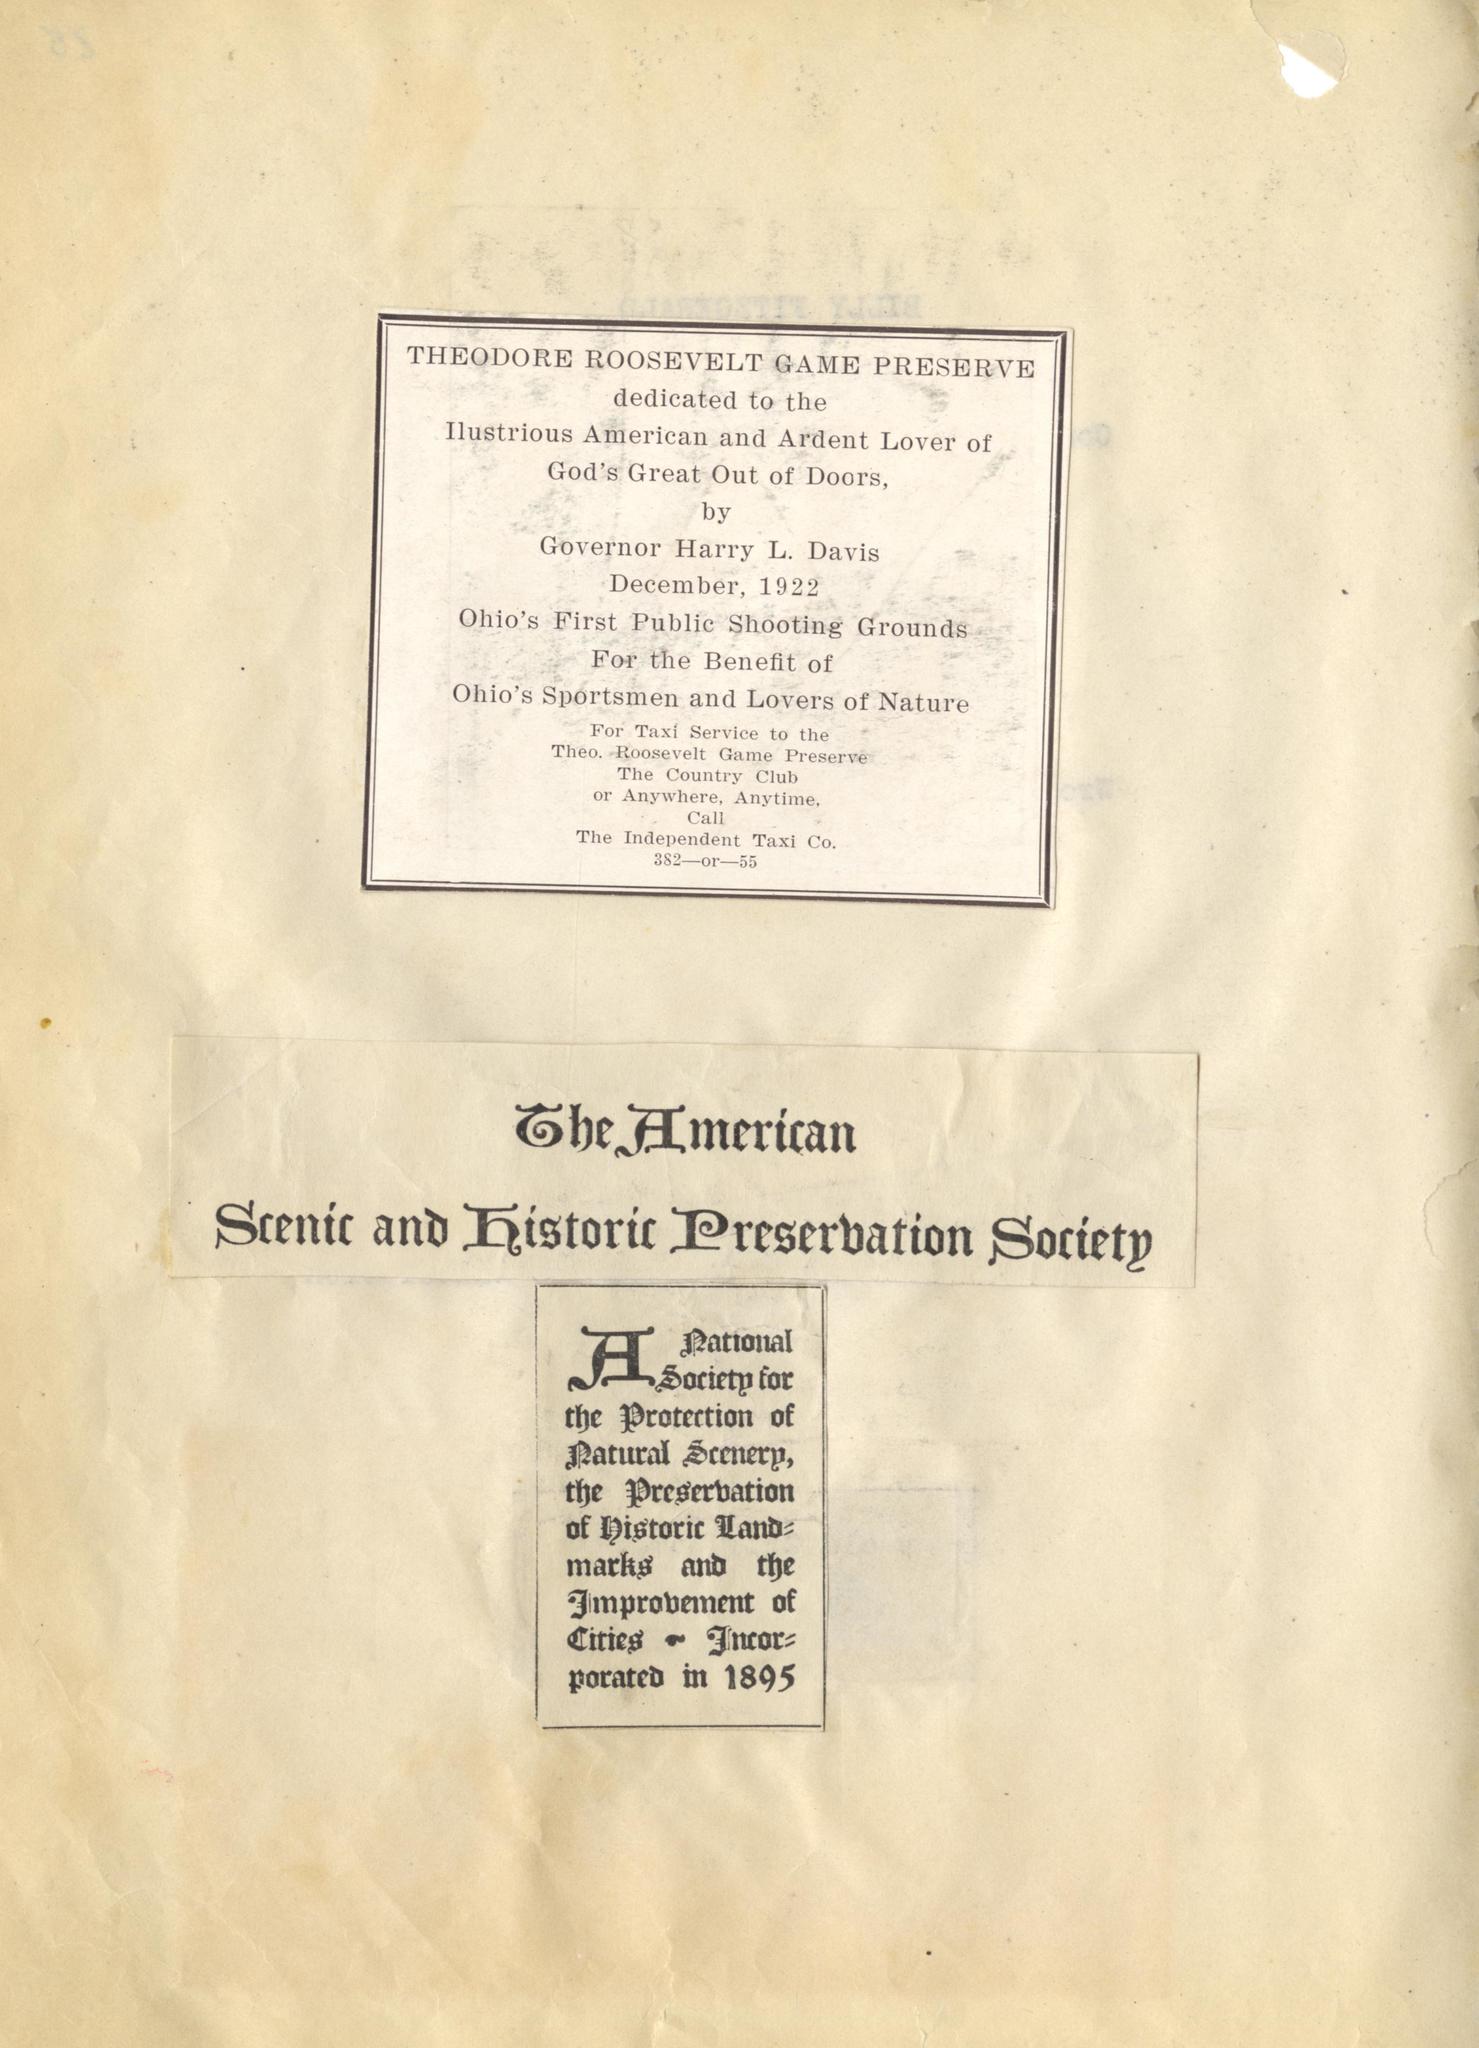 THEODORE ROOSEVELT GAME PRESERVE
dedicated to the
Ilustrious American and Ardent Lover of
God's Great Out of Doors,
by
Governor Harry L. Davis
December, 1922
Ohio's First Public Shooting Grounds
For the Benefit of
Ohio's Sportsmen and Lovers of Nature
For Taxi Service to the
Theo. Roosevelt Game Preserve
The Country Club
or Anywhere, Anytime,
Call
The Independent Taxi Co.
382—or—55
The American
Scenic and Historic Preservation Society
A National
Society for
the Protection of
Natural Scenery,
the Preservation
of Historic Land-
marks and the
Improvement of
Cities ~ Incor-
porated in 1895